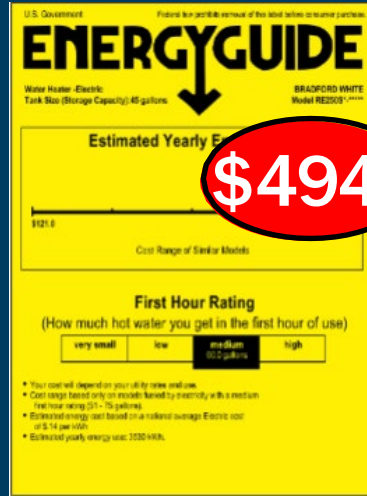 U.S. Government Federal law prohibits removal of this label before consumer purchase.
ENERGYGUIDE
Water Heater - Electric
Tank Size (Storage Capacity): 45 gallons
BRADFORD WHITE
Model RE250S*-*****
Estimated Yearly E
$494
$121.0
Cost Range of Similar Models
First Hour Rating
(How much hot water you get in the first hour of use)
very small low medium high
60.0 gallons
* Your cost will depend on your utility rates and use.
* Cost range based only on models fueled by electricity with a medium
first hour rating (51 - 75 gallons).
* Estimated energy cost based on a national average Electric cost
of $.14 per kWh
* Estimated yearly energy use: 3530 kWh.